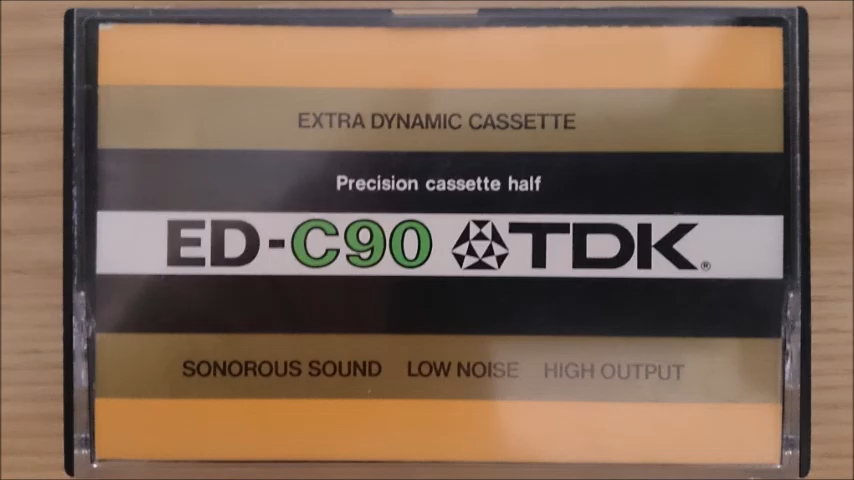 EXTRA DYNAMIC CASSETTE
Precision cassette half
ED-C90 TDK®
SONOROUS SOUND LOW NOISE HIGH OUTPUT